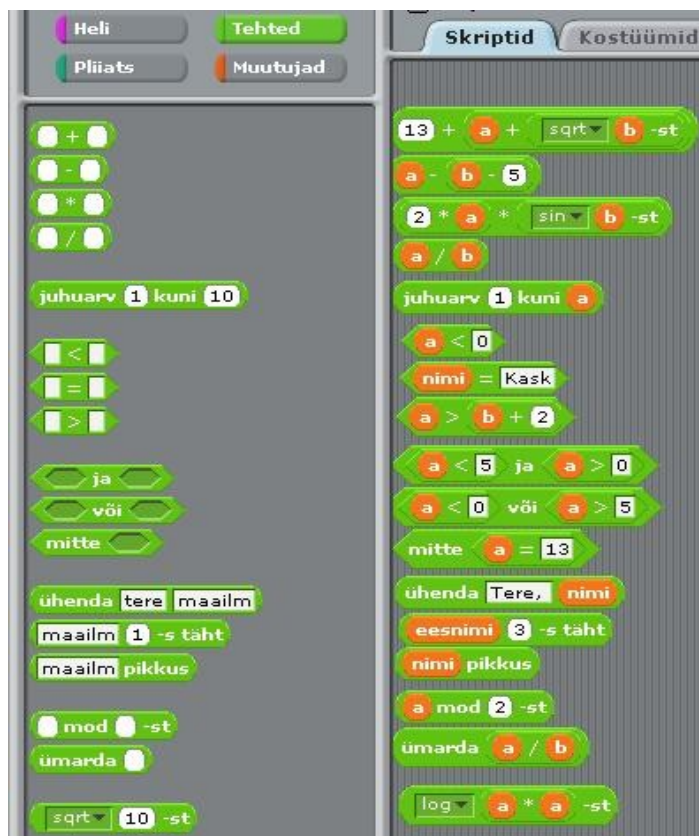 Heli Tehted
Pliiats Muutujad
+
-
*
/
juhuarv 1 kuni 10
<
=
>
ja
või
mitte
ühenda tere maailm
maailm 1 -s täht
maailm pikkus
mod -st
ümarda
sqrt 10 -st
Skriptid Kostüümid
13 + a + sqrt b -st
a - b - 5
2 * a * sin b -st
a / b
juhuarv 1 kuni a
a < 0
nimi = Kask
a > b + 2
a < 5 ja a > 0
a < 0 või a > 5
mitte a = 13
ühenda Tere, nimi
eesnimi 3 -s täht
nimi pikkus
a mod 2 -st
ümarda a / b
log a * a -st